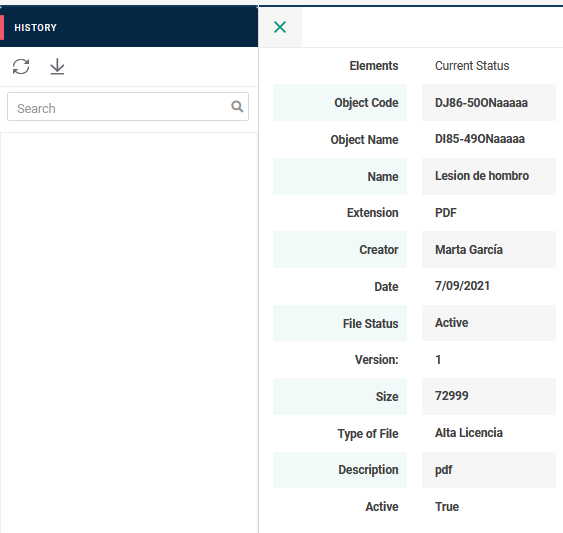 HISTORY
Search
Elements Current Status
Object Code DJ86-50ONaaaaa
Object Name DI85-49ONaaaaa
Name Lesion de hombro
Extension PDF
Creator Marta García
Date 7/09/2021
File Status Active
Version: 1
Size 72999
Type of File Alta Licencia
Description pdf
Active True